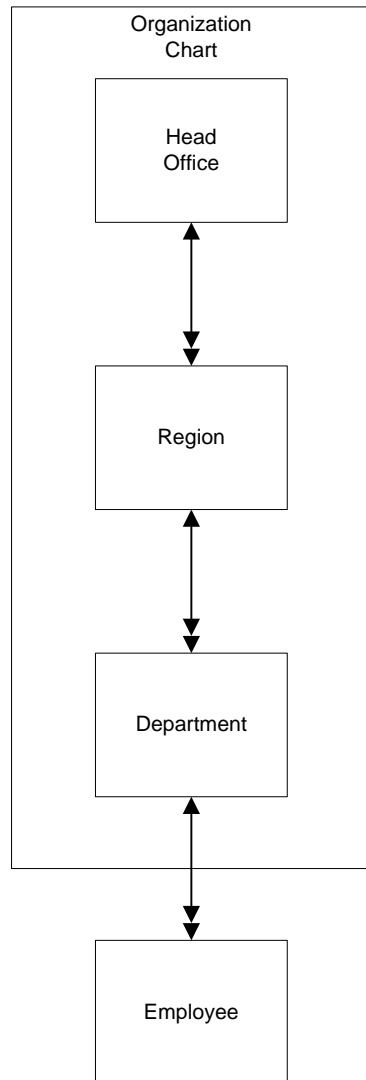 Organization
Chart
Head
Office
Region
Department
Employee